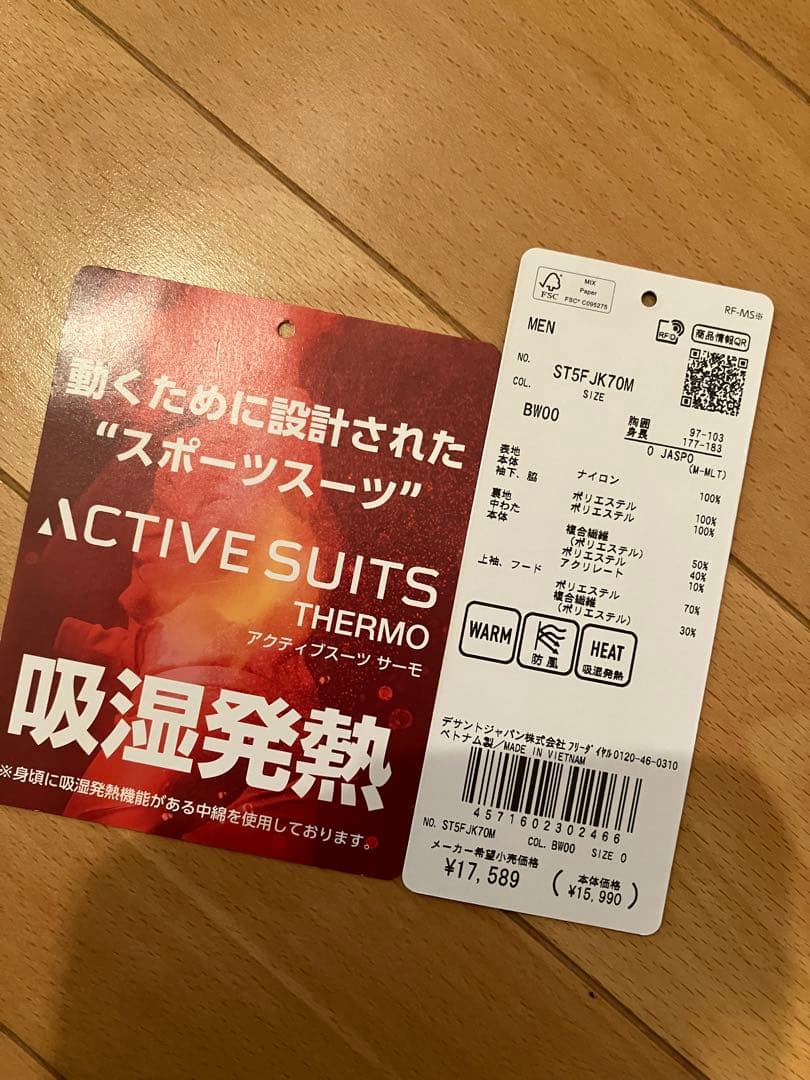 動くために設計された
“スポーツスーツ”
ACTIVE SUITS
THERMO
アクティブスーツ サーモ
吸湿発熱
※身頃に吸湿発熱機能がある中綿を使用しております。
FSC
MIX
Paper
FSC® C095275
RF-MS※
MEN
RFID
商品情報QR
NO. ST5FJK70M
COL. SIZE
BW00
胸囲 97-103
身長 177-183
O JASPO
(M-MLT)
表地
本体
袖下、脇 ナイロン 100%
裏地 ポリエステル 100%
中わた ポリエステル 100%
本体 複合繊維
(ポリエステル) 50%
ポリエステル 40%
アクリレート 10%
上袖、フード ポリエステル 70%
複合繊維
(ポリエステル) 30%
WARM
防風
HEAT
吸湿発熱
デサントジャパン株式会社 フリーダイヤル0120-46-0310
ベトナム製/MADE IN VIETNAM
4571602302466
NO. ST5FJK70M COL. BW00 SIZE O
メーカー希望小売価格
¥17,589 (本体価格 ¥15,990)